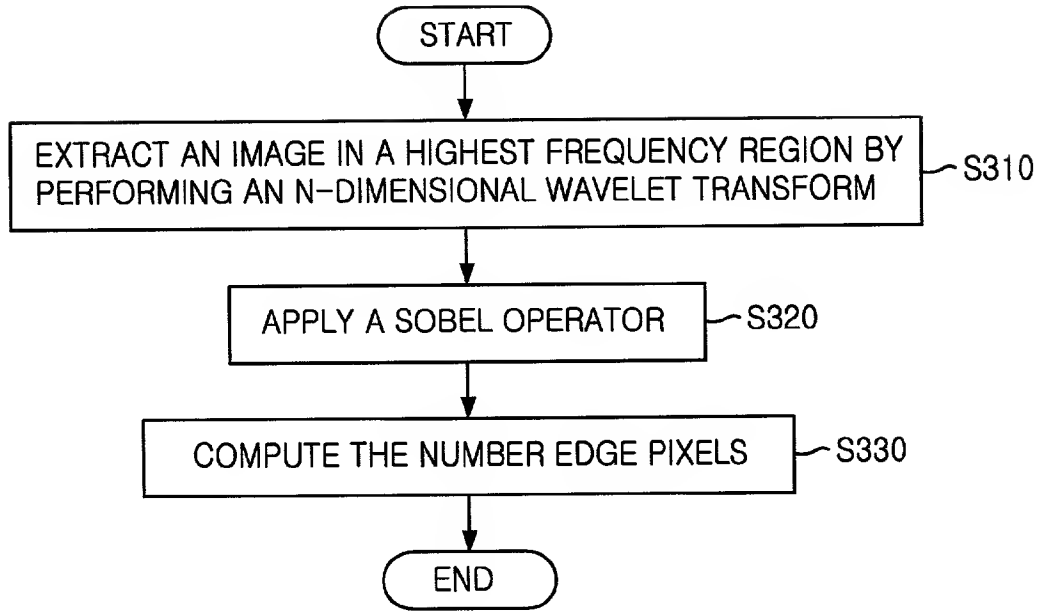 START
EXTRACT AN IMAGE IN A HIGHEST FREQUENCY REGION BY
PERFORMING AN N-DIMENSIONAL WAVELET TRANSFORM
S310
APPLY A SOBEL OPERATOR
S320
COMPUTE THE NUMBER EDGE PIXELS
S330
END